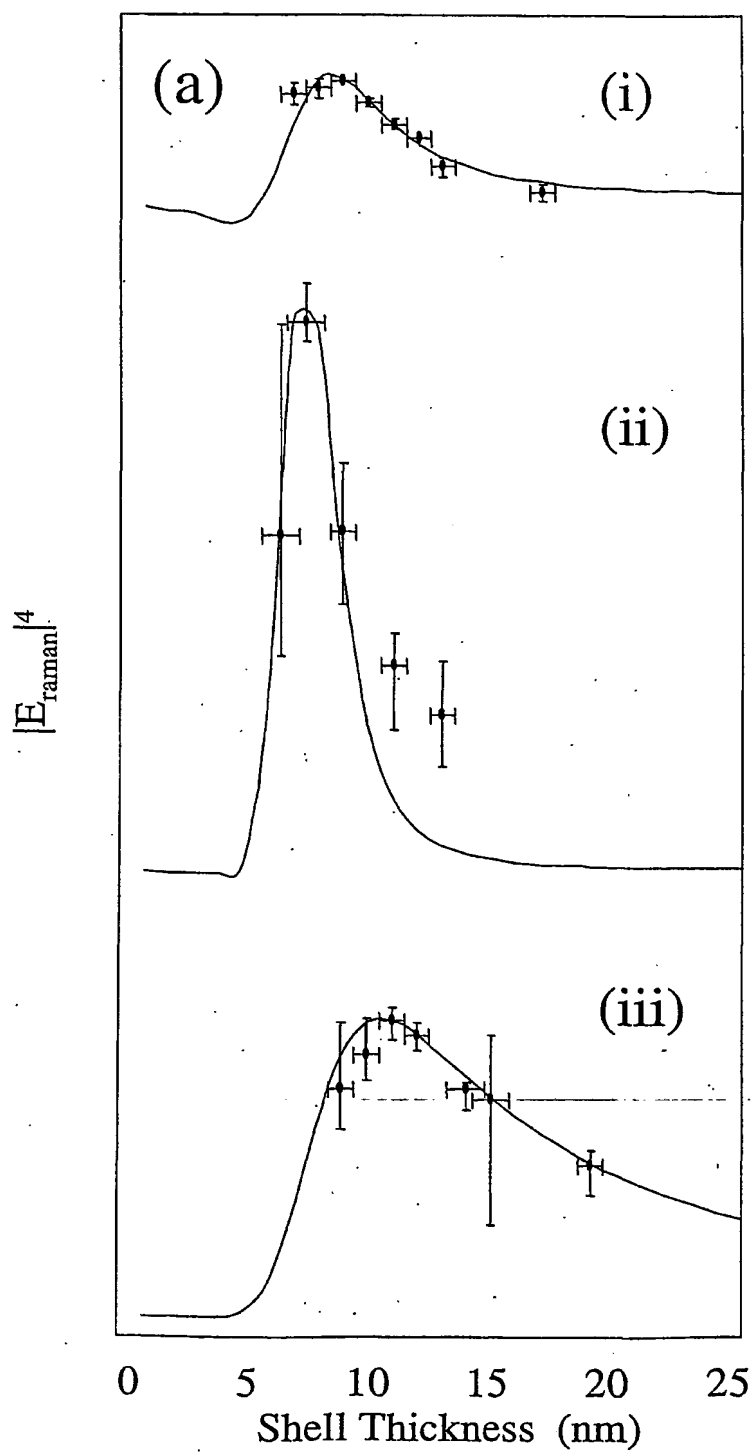 (a)
(i)
(ii)
(iii)
|E_raman|^4
0 5 10 15 20 25
Shell Thickness (nm)